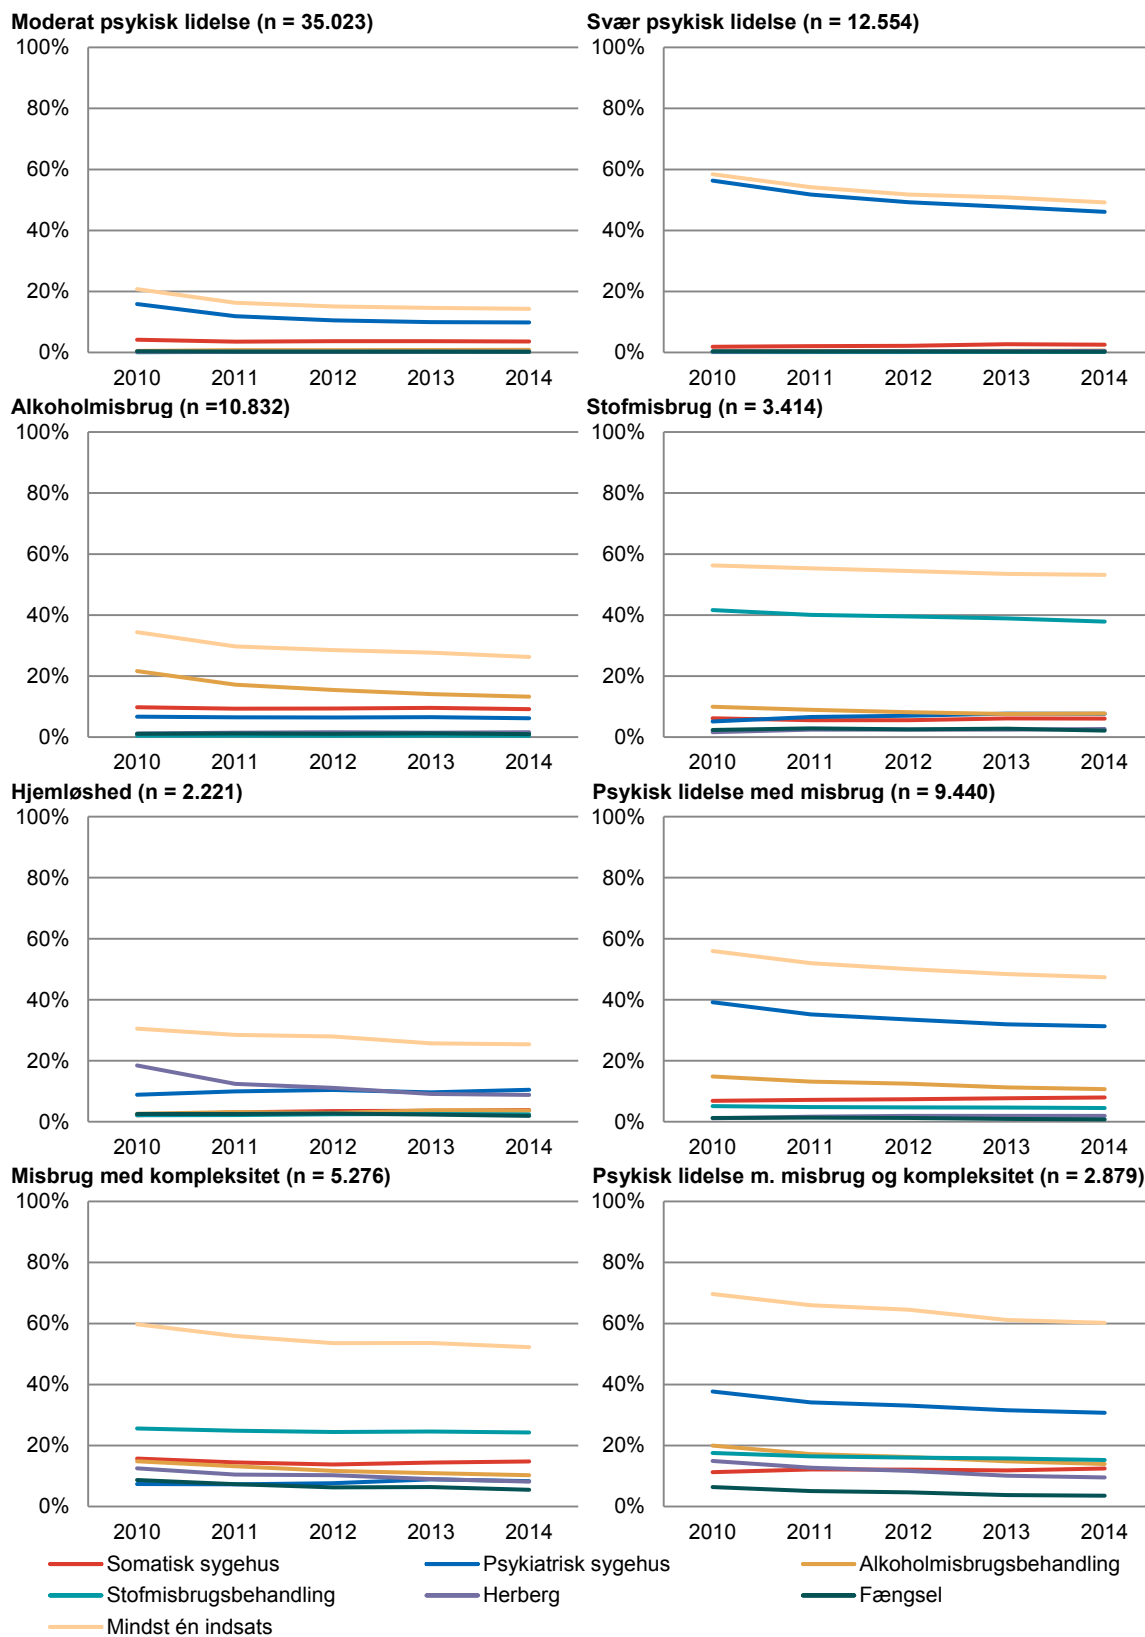 Moderat psykisk lidelse (n = 35.023)
100%
80%
60%
40%
20%
0%
2010 2011 2012 2013 2014
Svær psykisk lidelse (n = 12.554)
100%
80%
60%
40%
20%
0%
2010 2011 2012 2013 2014
Alkoholmisbrug (n =10.832)
100%
80%
60%
40%
20%
0%
2010 2011 2012 2013 2014
Stofmisbrug (n = 3.414)
100%
80%
60%
40%
20%
0%
2010 2011 2012 2013 2014
Hjemløshed (n = 2.221)
100%
80%
60%
40%
20%
0%
2010 2011 2012 2013 2014
Psykisk lidelse med misbrug (n = 9.440)
100%
80%
60%
40%
20%
0%
2010 2011 2012 2013 2014
Misbrug med kompleksitet (n = 5.276)
100%
80%
60%
40%
20%
0%
2010 2011 2012 2013 2014
Psykisk lidelse m. misbrug og kompleksitet (n = 2.879)
100%
80%
60%
40%
20%
0%
2010 2011 2012 2013 2014
Somatisk sygehus Psykiatrisk sygehus Alkoholmisbrugsbehandling
Stofmisbrugsbehandling Herberg Fængsel
Mindst én indsats